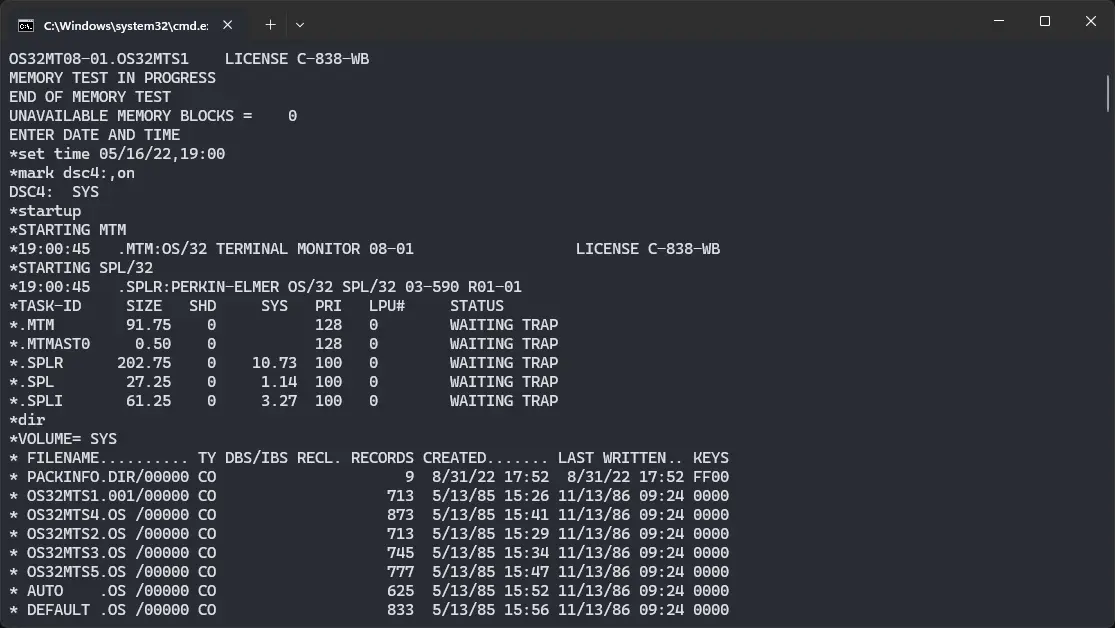 C:\Windows\system32\cmd.e
OS32MT08-01.OS32MTS1    LICENSE C-838-WB
MEMORY TEST IN PROGRESS
END OF MEMORY TEST
UNAVAILABLE MEMORY BLOCKS =    0
ENTER DATE AND TIME
*set time 05/16/22,19:00
*mark dsc4:,on
DSC4:  SYS
*startup
*STARTING MTM
*19:00:45   .MTM:OS/32 TERMINAL MONITOR 08-01                  LICENSE C-838-WB
*STARTING SPL/32
*19:00:45   .SPLR:PERKIN-ELMER OS/32 SPL/32 03-590 R01-01
*TASK-ID     SIZE   SHD     SYS   PRI   LPU#     STATUS
*.MTM        91.75    0           128   0        WAITING TRAP
*.MTMAST0     0.50    0           128   0        WAITING TRAP
*.SPLR      202.75    0    10.73  100   0        WAITING TRAP
*.SPL        27.25    0     1.14  100   0        WAITING TRAP
*.SPLI       61.25    0     3.27  100   0        WAITING TRAP
*dir
*VOLUME= SYS
* FILENAME.......... TY DBS/IBS RECL. RECORDS CREATED....... LAST WRITTEN.. KEYS
* PACKINFO.DIR/00000 CO                     9  8/31/22 17:52  8/31/22 17:52 FF00
* OS32MTS1.001/00000 CO                   713  5/13/85 15:26 11/13/86 09:24 0000
* OS32MTS4.OS /00000 CO                   873  5/13/85 15:41 11/13/86 09:24 0000
* OS32MTS2.OS /00000 CO                   713  5/13/85 15:29 11/13/86 09:24 0000
* OS32MTS3.OS /00000 CO                   745  5/13/85 15:34 11/13/86 09:24 0000
* OS32MTS5.OS /00000 CO                   777  5/13/85 15:47 11/13/86 09:24 0000
* AUTO    .OS /00000 CO                   625  5/13/85 15:52 11/13/86 09:24 0000
* DEFAULT .OS /00000 CO                   833  5/13/85 15:56 11/13/86 09:24 0000